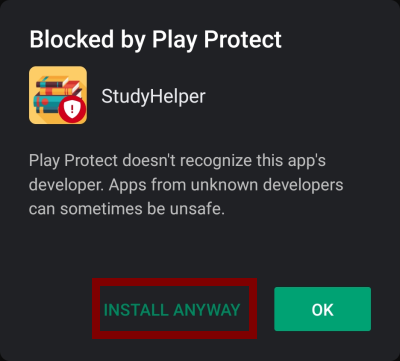 Blocked by Play Protect
StudyHelper
Play Protect doesn't recognize this app's
developer. Apps from unknown developers
can sometimes be unsafe.
INSTALL ANYWAY
OK